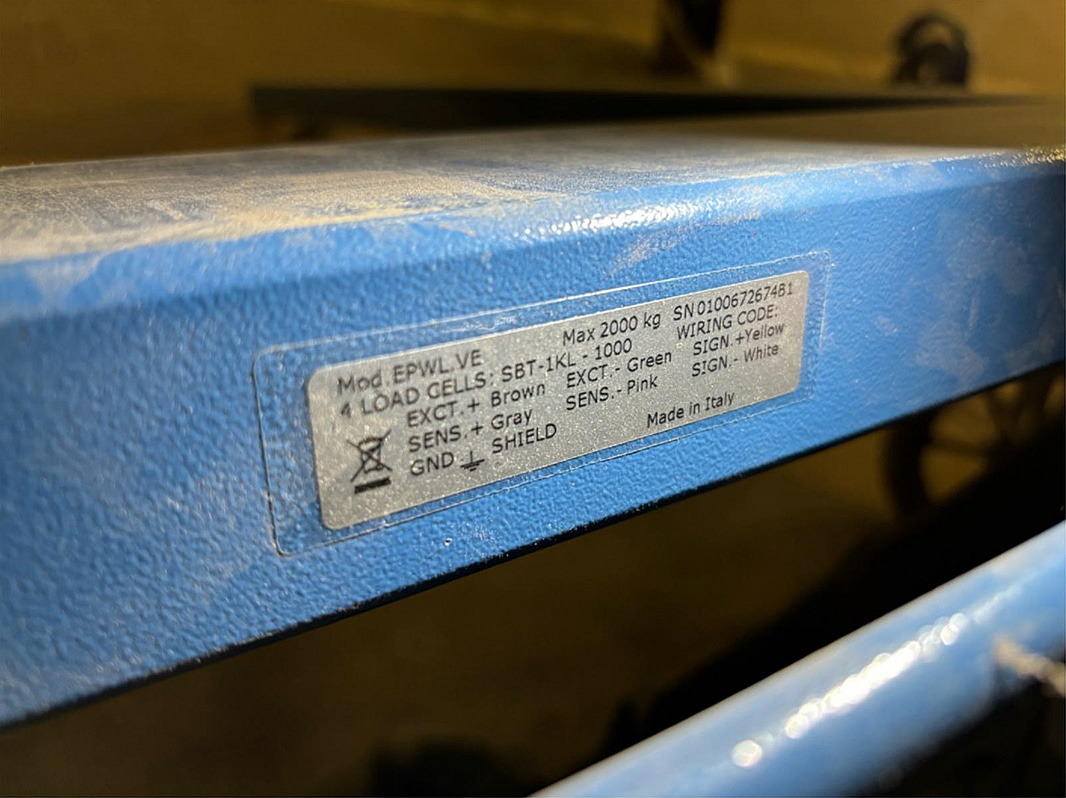 Mod. EPWL.VE Max 2000 kg SN 0100672674B1
4 LOAD CELLS: SBT-1KL - 1000 WIRING CODE:
EXCT.+ Brown EXCT.- Green SIGN.+Yellow
SENS.+ Gray SENS.- Pink SIGN.- White
GND SHIELD Made in Italy